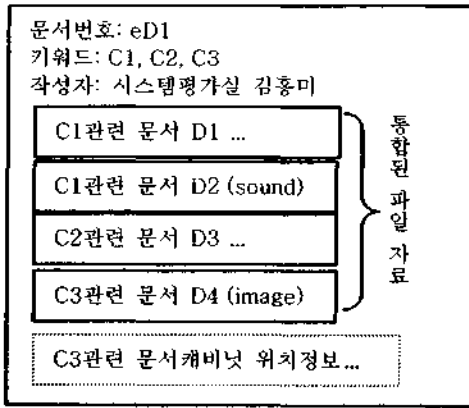 문서번호: eD1
키워드: C1, C2, C3
작성자: 시스템평가실 김홍미
C1관련 문서 D1 ...
C1관련 문서 D2 (sound)
C2관련 문서 D3 ...
C3관련 문서 D4 (image)
통합된 파일 자료
C3관련 문서캐비넷 위치정보...